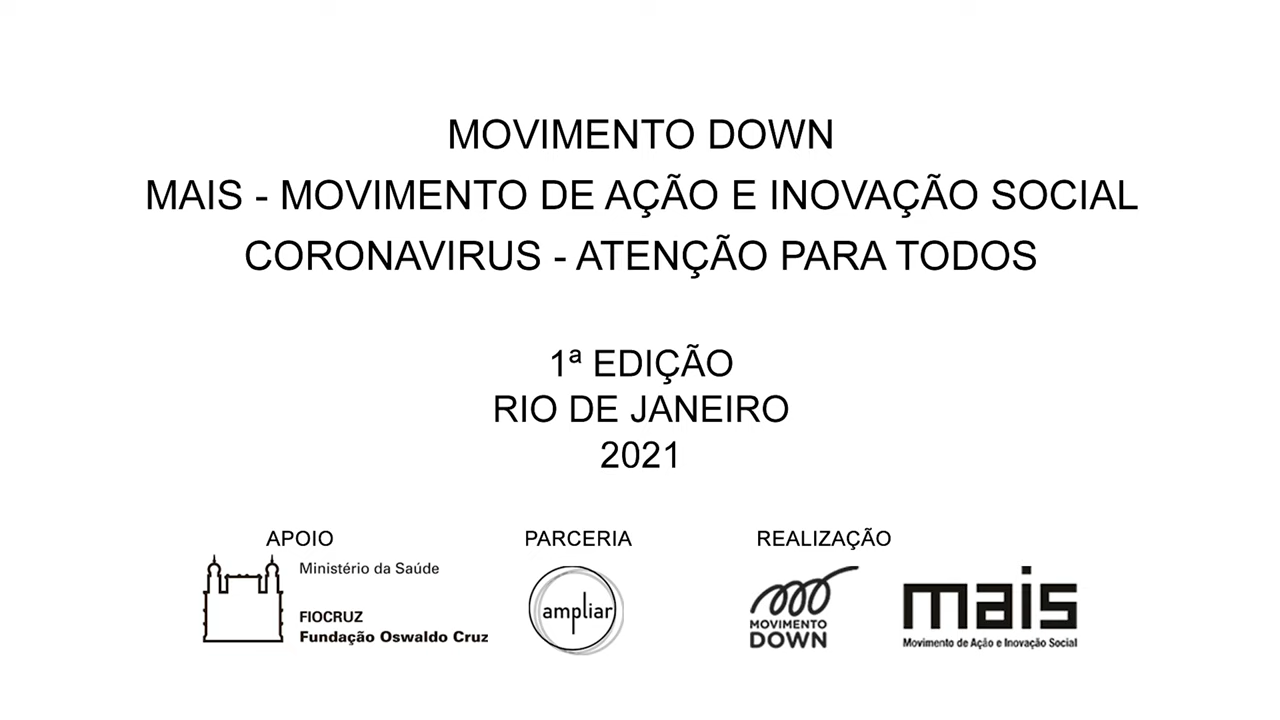 MOVIMENTO DOWN
MAIS - MOVIMENTO DE AÇÃO E INOVAÇÃO SOCIAL
CORONAVIRUS - ATENÇÃO PARA TODOS
1ª EDIÇÃO
RIO DE JANEIRO
2021
APOIO
Ministério da Saúde
FIOCRUZ
Fundação Oswaldo Cruz
PARCERIA
ampliar
REALIZAÇÃO
MOVIMENTO
DOWN
mais
Movimento de Ação e Inovação Social